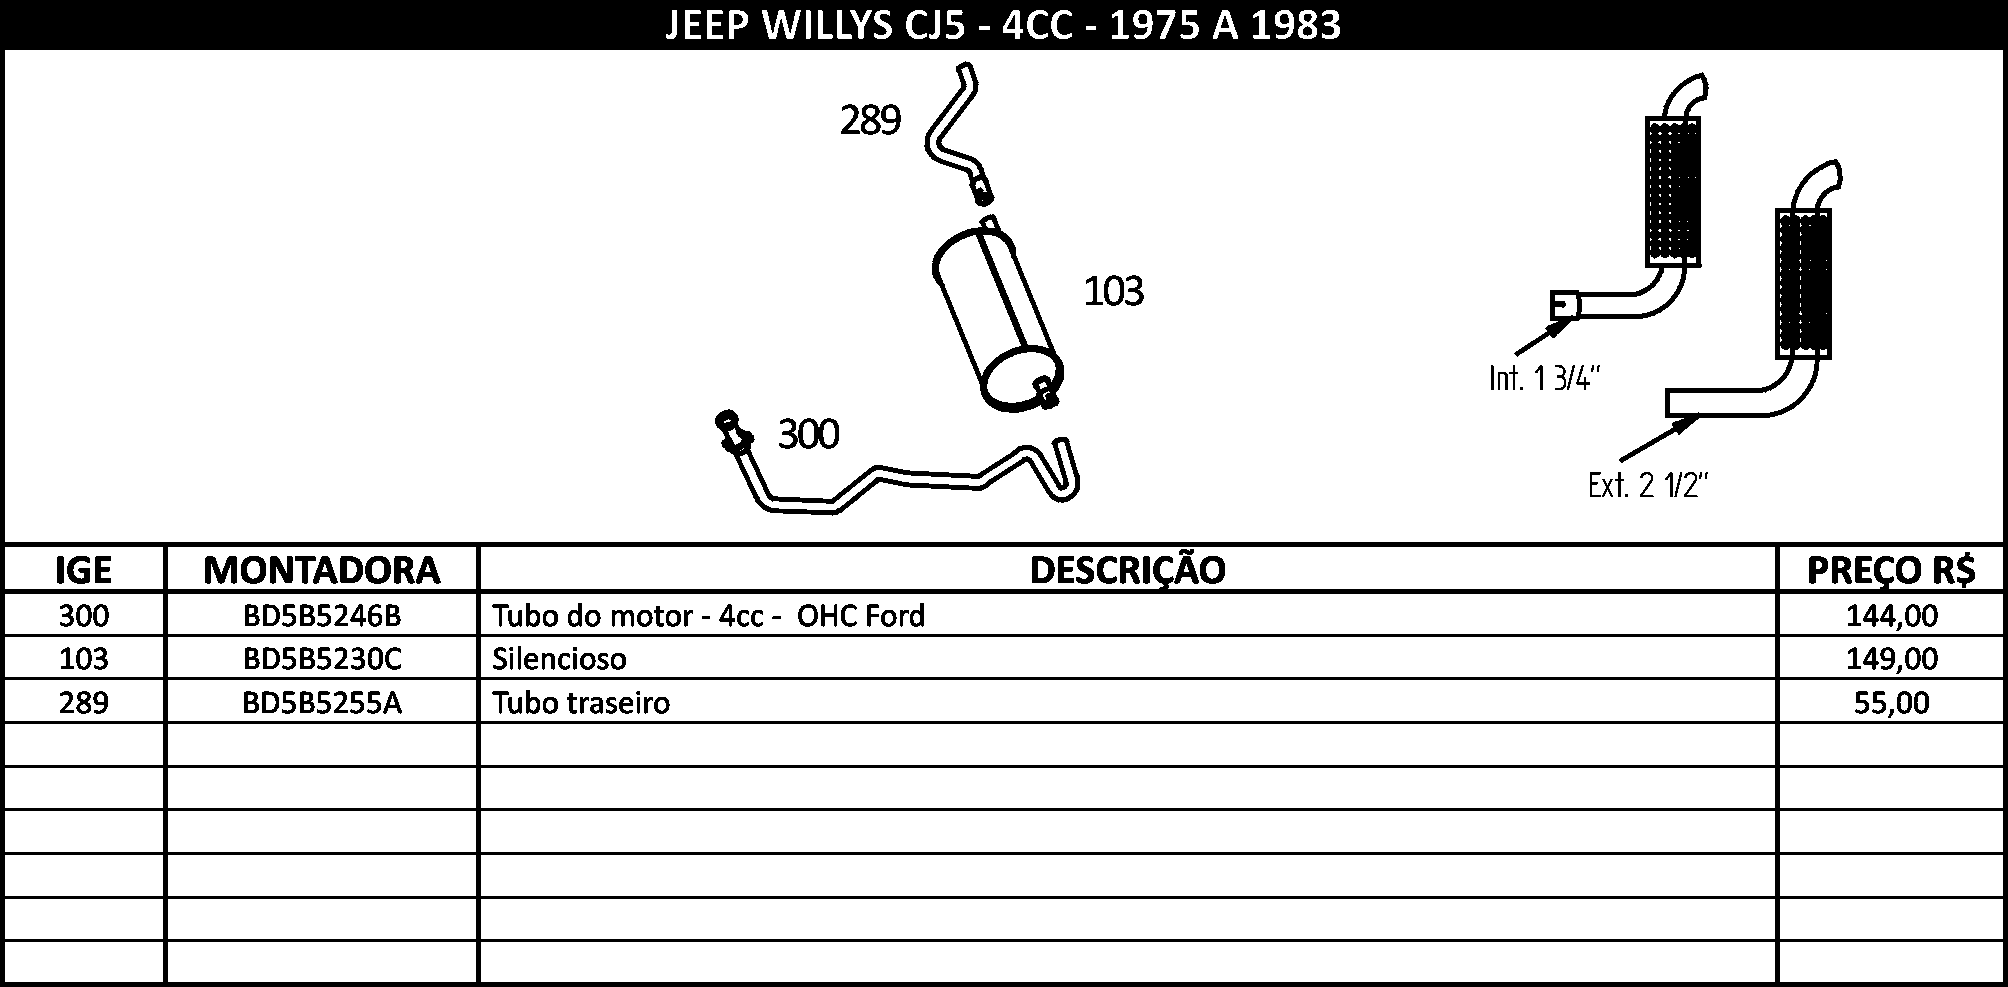 JEEP WILLYS CJ5 - 4CC - 1975 A 1983
289
103
300
Int. 1 3/4"
Ext. 2 1/2"
IGE MONTADORA DESCRIÇÃO PREÇO R$
300 BD5B5246B Tubo do motor - 4cc - OHC Ford 144,00
103 BD5B5230C Silencioso 149,00
289 BD5B5255A Tubo traseiro 55,00